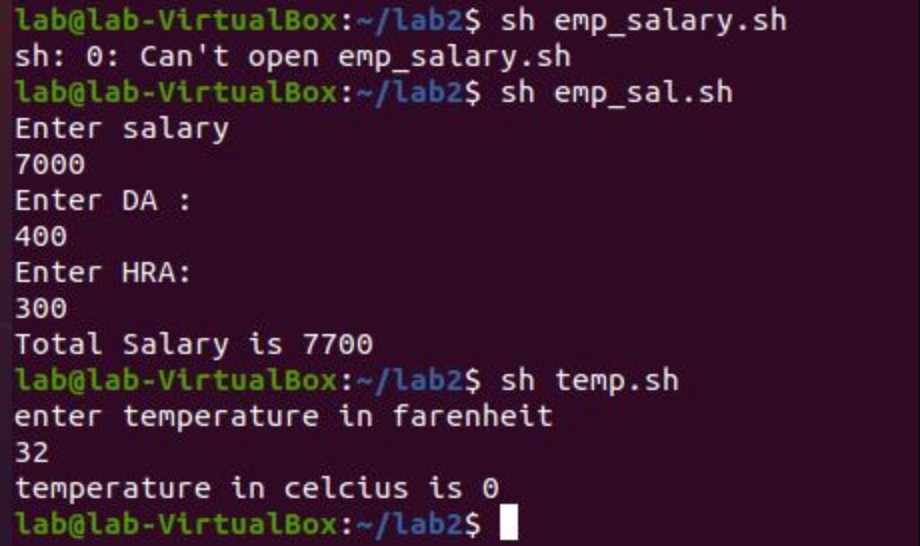 lab@lab-VirtualBox:~/lab2$ sh emp_salary.sh
sh: 0: Can't open emp_salary.sh
lab@lab-VirtualBox:~/lab2$ sh emp_sal.sh
Enter salary
7000
Enter DA :
400
Enter HRA:
300
Total Salary is 7700
lab@lab-VirtualBox:~/lab2$ sh temp.sh
enter temperature in farenheit
32
temperature in celcius is 0
lab@lab-VirtualBox:~/lab2$